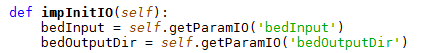 def impInitIO(self):
    bedInput = self.getParamIO('bedInput')
    bedOutputDir = self.getParamIO('bedOutputDir')